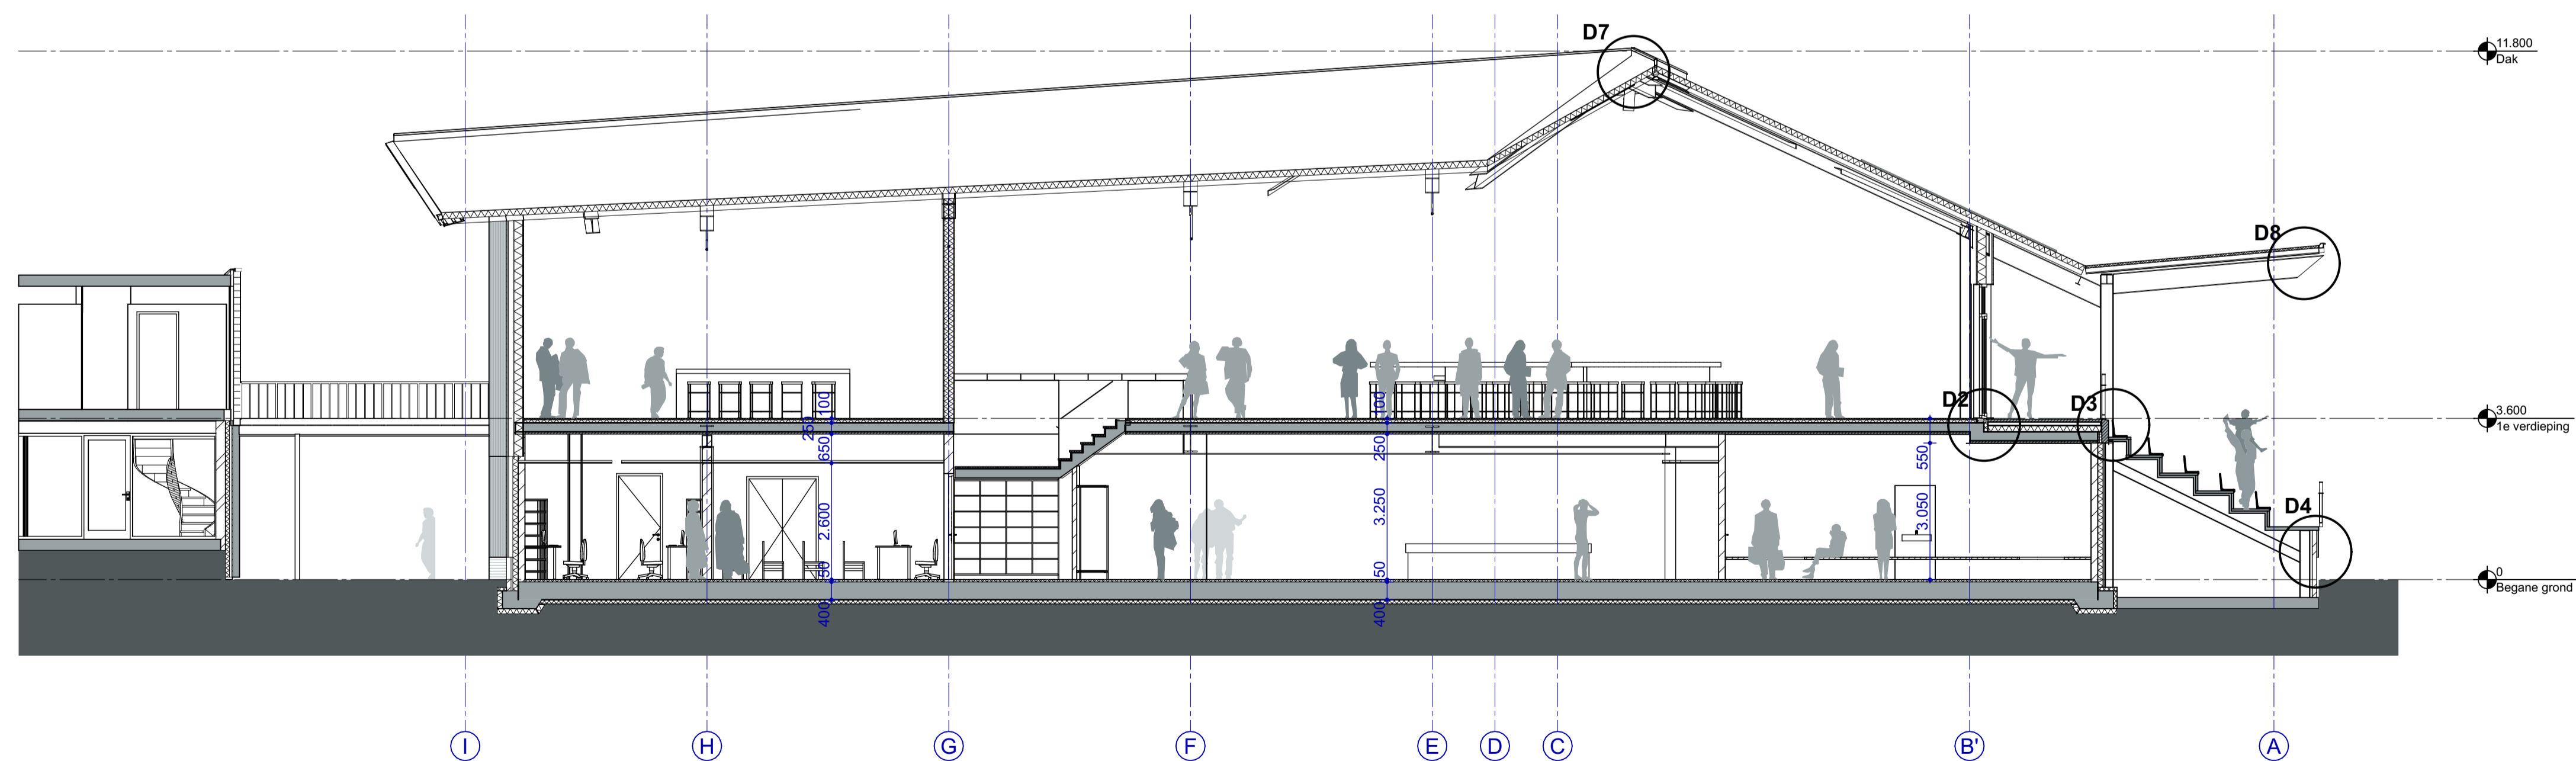 D7
11.800
Dak
D8
D2
D3
3.600
1e verdieping
100
250
650
2.600
50
400
100
250
3.250
50
400
550
3.050
D4
0
Begane grond
I
H
G
F
E
D
C
B'
A